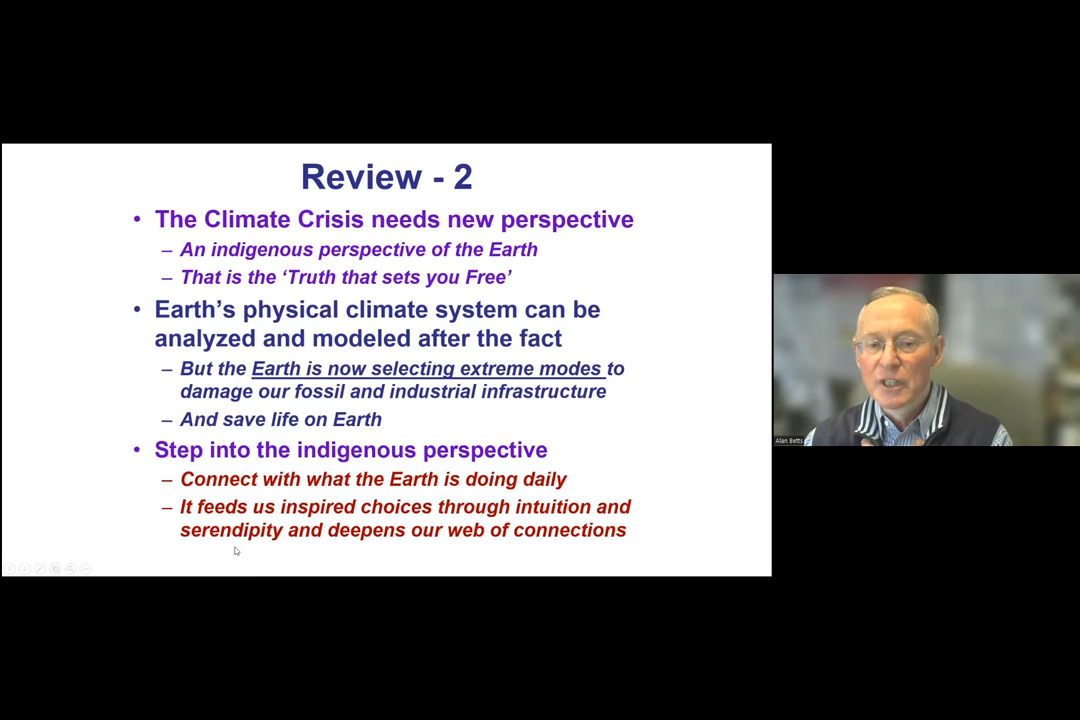 Review - 2
• The Climate Crisis needs new perspective
– An indigenous perspective of the Earth
– That is the ‘Truth that sets you Free’
• Earth’s physical climate system can be
analyzed and modeled after the fact
– But the Earth is now selecting extreme modes to
damage our fossil and industrial infrastructure
– And save life on Earth
• Step into the indigenous perspective
– Connect with what the Earth is doing daily
– It feeds us inspired choices through intuition and
serendipity and deepens our web of connections
Alan Betts